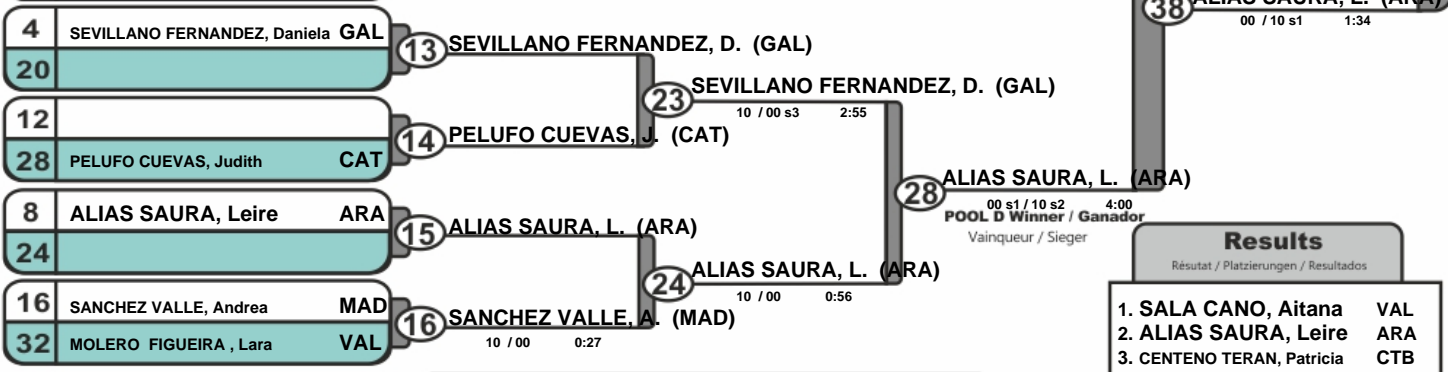 38 ALIAS SAURA, L. (ARA)
00 / 10 s1 1:34
4 SEVILLANO FERNANDEZ, Daniela GAL
20
13 SEVILLANO FERNANDEZ, D. (GAL)
23 SEVILLANO FERNANDEZ, D. (GAL)
10 / 00 s3 2:55
12
28 PELUFO CUEVAS, Judith CAT
14 PELUFO CUEVAS, J. (CAT)
28 ALIAS SAURA, L. (ARA)
00 s1 / 10 s2 4:00
POOL D Winner / Ganador
Vainqueur / Sieger
8 ALIAS SAURA, Leire ARA
24
15 ALIAS SAURA, L. (ARA)
24 ALIAS SAURA, L. (ARA)
10 / 00 0:56
16 SANCHEZ VALLE, Andrea MAD
32 MOLERO FIGUEIRA , Lara VAL
16 SANCHEZ VALLE, A. (MAD)
10 / 00 0:27
Results
Résutat / Platzierungen / Resultados
1. SALA CANO, Aitana VAL
2. ALIAS SAURA, Leire ARA
3. CENTENO TERAN, Patricia CTB